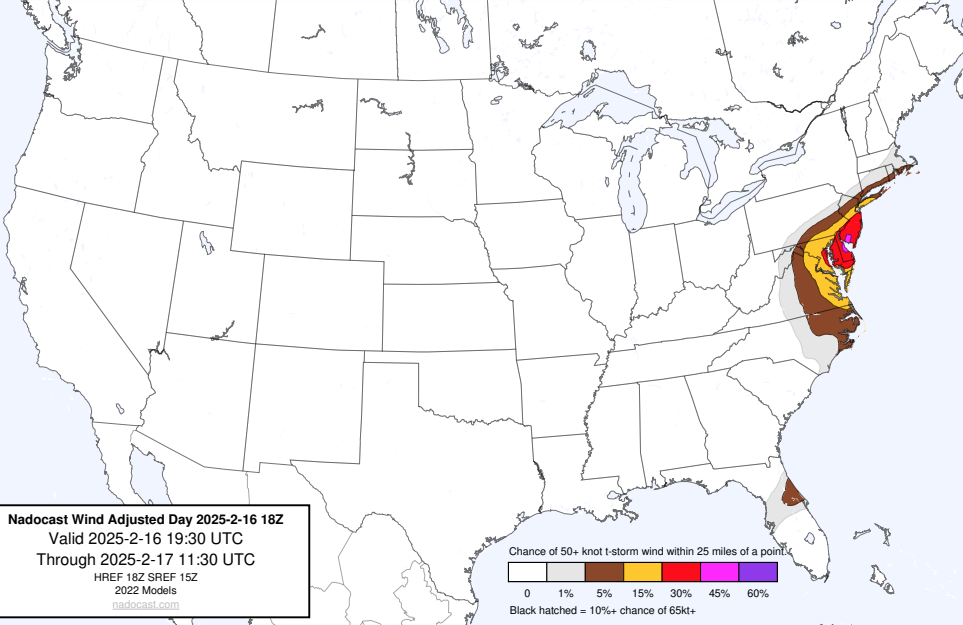 Nadocast Wind Adjusted Day 2025-2-16 18Z
Valid 2025-2-16 19:30 UTC
Through 2025-2-17 11:30 UTC
HREF 18Z SREF 15Z
2022 Models
nadocast.com
Chance of 50+ knot t-storm wind within 25 miles of a point.
0 1% 5% 15% 30% 45% 60%
Black hatched = 10%+ chance of 65kt+